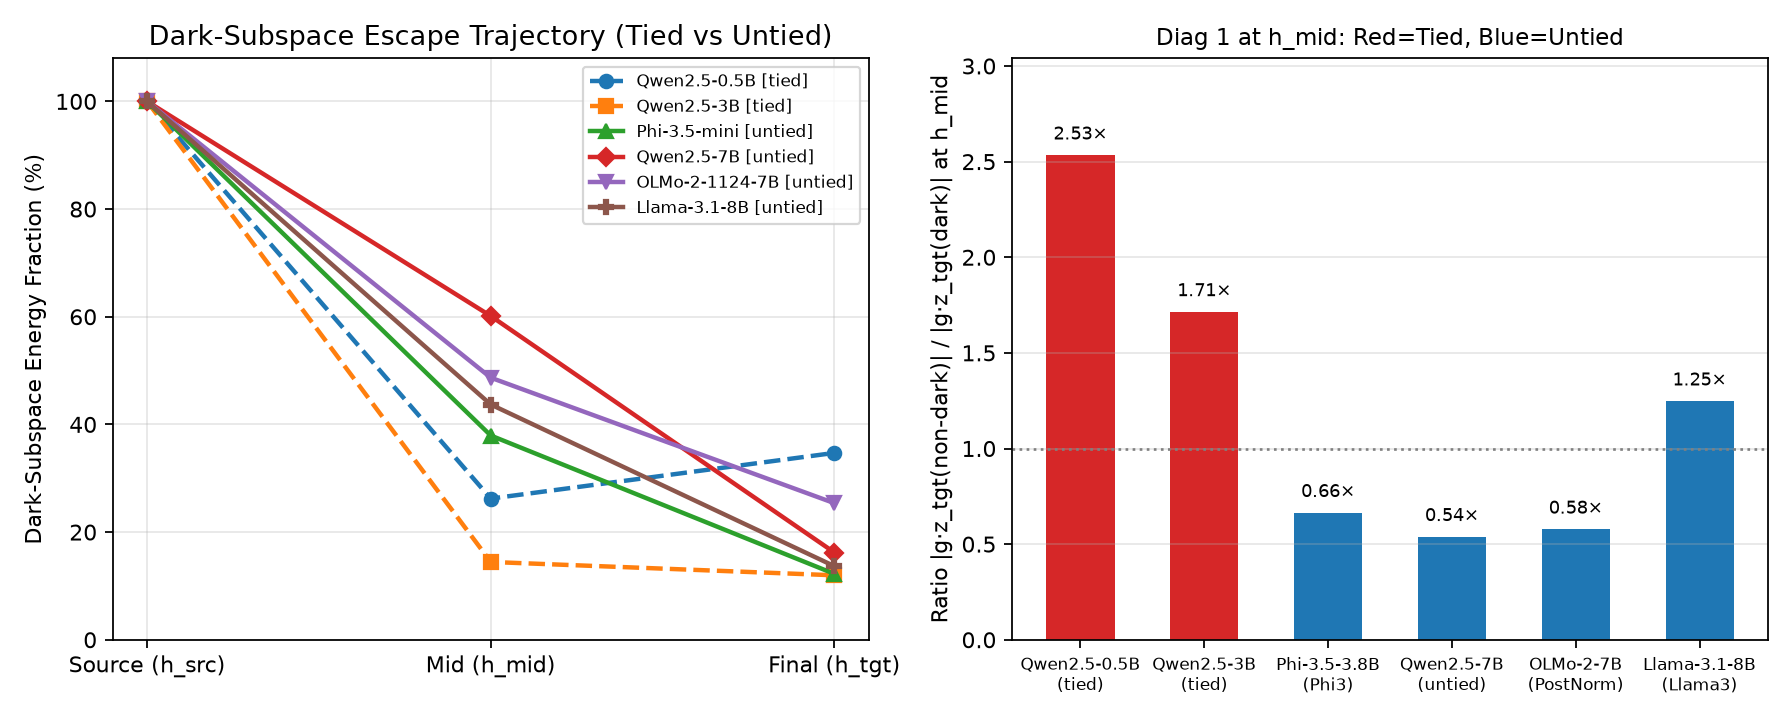 Dark-Subspace Escape Trajectory (Tied vs Untied)
Dark-Subspace Energy Fraction (%)
100
80
60
40
20
0
Source (h_src)
Mid (h_mid)
Final (h_tgt)
Qwen2.5-0.5B [tied]
Qwen2.5-3B [tied]
Phi-3.5-mini [untied]
Qwen2.5-7B [untied]
OLMo-2-1124-7B [untied]
Llama-3.1-8B [untied]
Diag 1 at h_mid: Red=Tied, Blue=Untied
Ratio |g·z_tgt(non-dark)| / |g·z_tgt(dark)| at h_mid
3.0
2.5
2.0
1.5
1.0
0.5
0.0
2.53×
1.71×
0.66×
0.54×
0.58×
1.25×
Qwen2.5-0.5B
(tied)
Qwen2.5-3B
(tied)
Phi-3.5-3.8B
(Phi3)
Qwen2.5-7B
(untied)
OLMo-2-7B
(PostNorm)
Llama-3.1-8B
(Llama3)